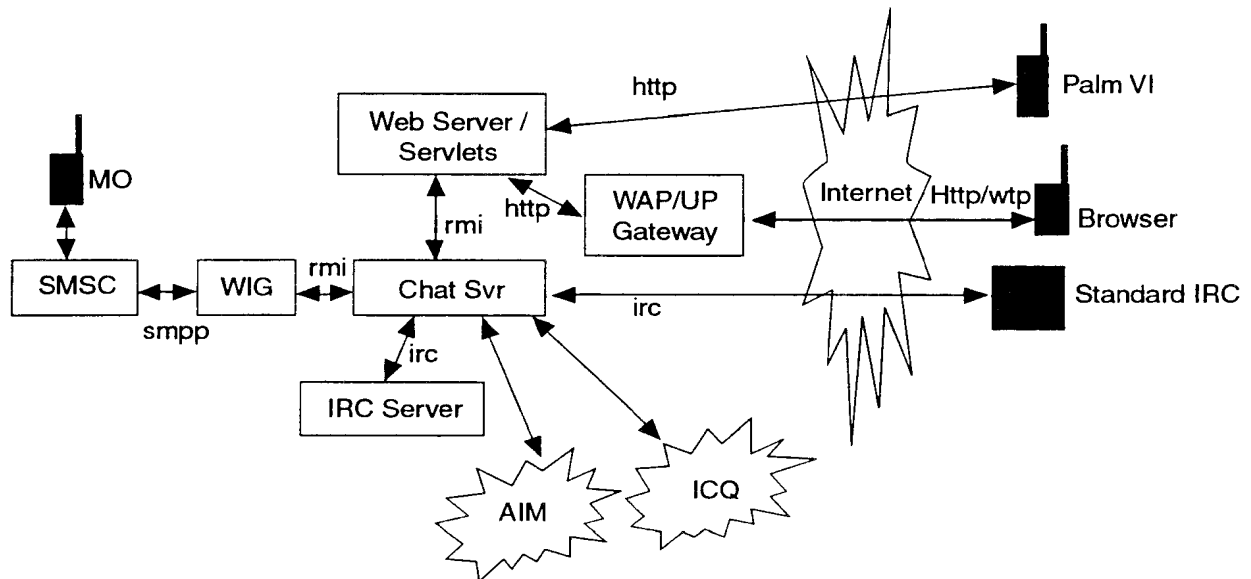 http
Palm VI
Web Server /
Servlets
MO
http
WAP/UP
Gateway
Internet
Http/wtp
Browser
rmi
SMSC
WIG
rmi
Chat Svr
irc
Standard IRC
smpp
irc
IRC Server
AIM
ICQ